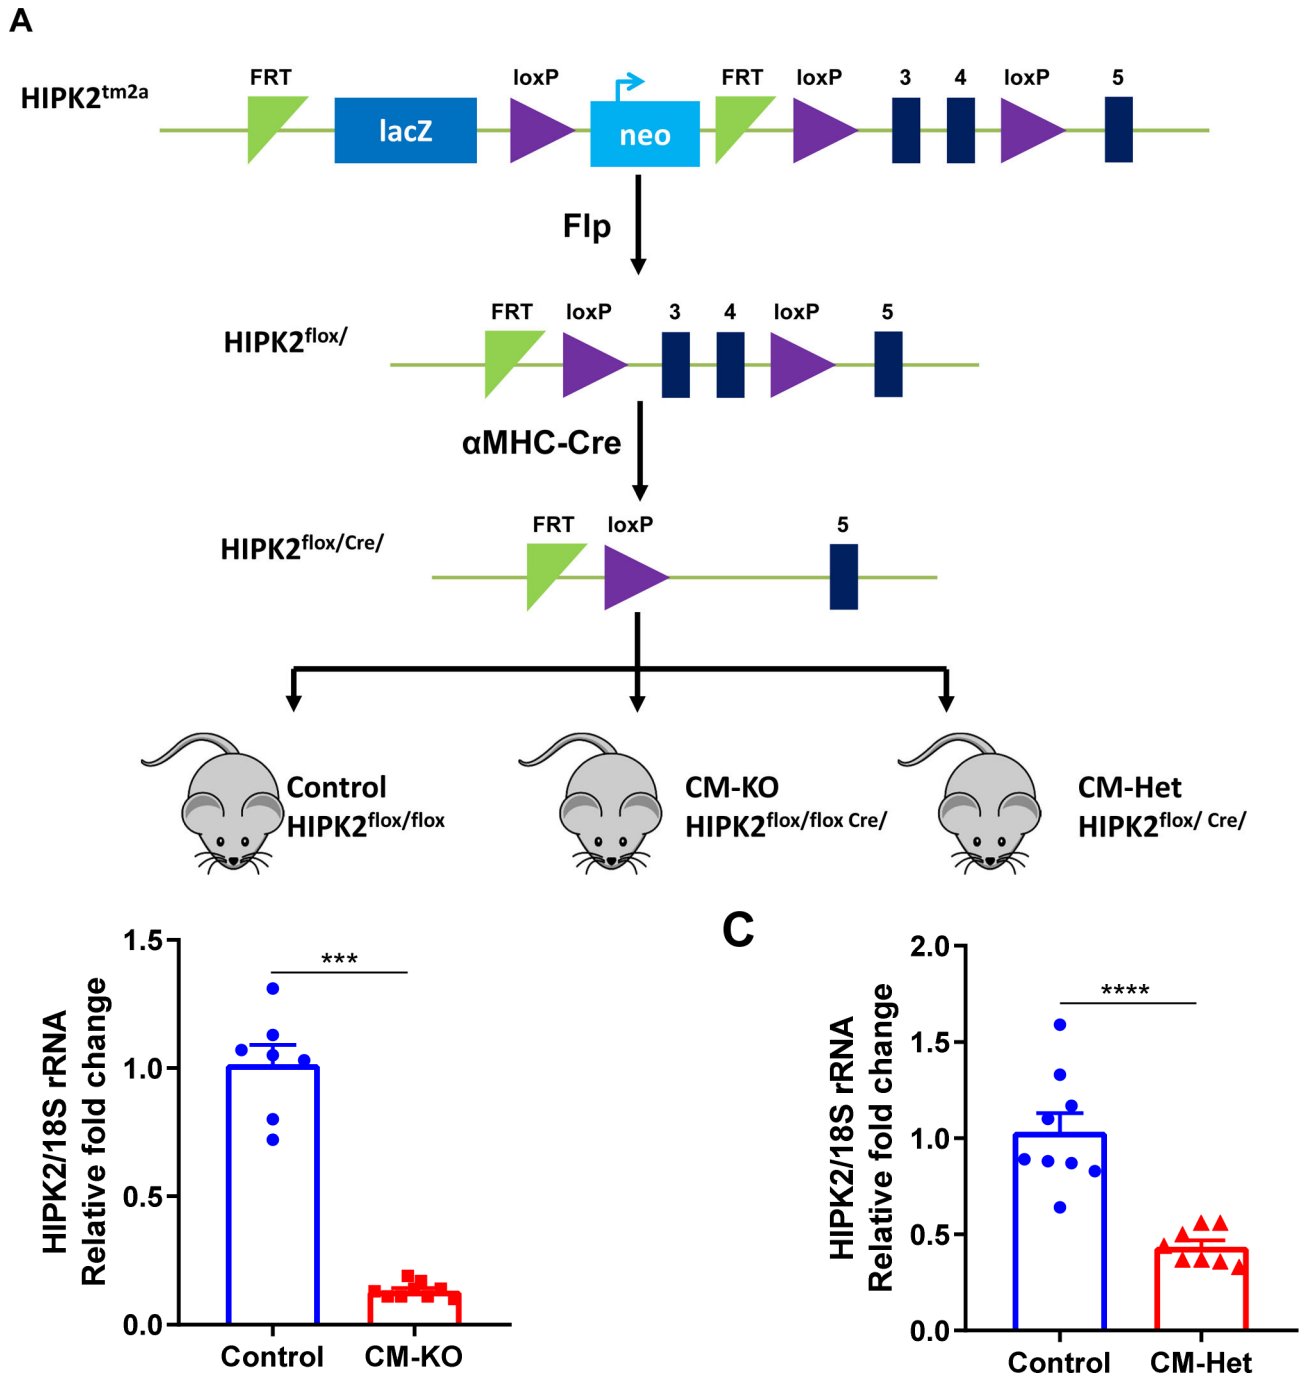 A
FRT loxP FRT loxP 3 4 loxP 5
HIPK2tm2a
lacZ neo
Flp
FRT loxP 3 4 loxP 5
HIPK2flox/
αMHC-Cre
FRT loxP 5
HIPK2flox/Cre/
Control
HIPK2flox/flox
CM-KO
HIPK2flox/flox Cre/
CM-Het
HIPK2flox/ Cre/
HIPK2/18S rRNA
Relative fold change
1.5
1.0
0.5
0.0
***
Control CM-KO
C
HIPK2/18S rRNA
Relative fold change
2.0
1.5
1.0
0.5
0.0
****
Control CM-Het